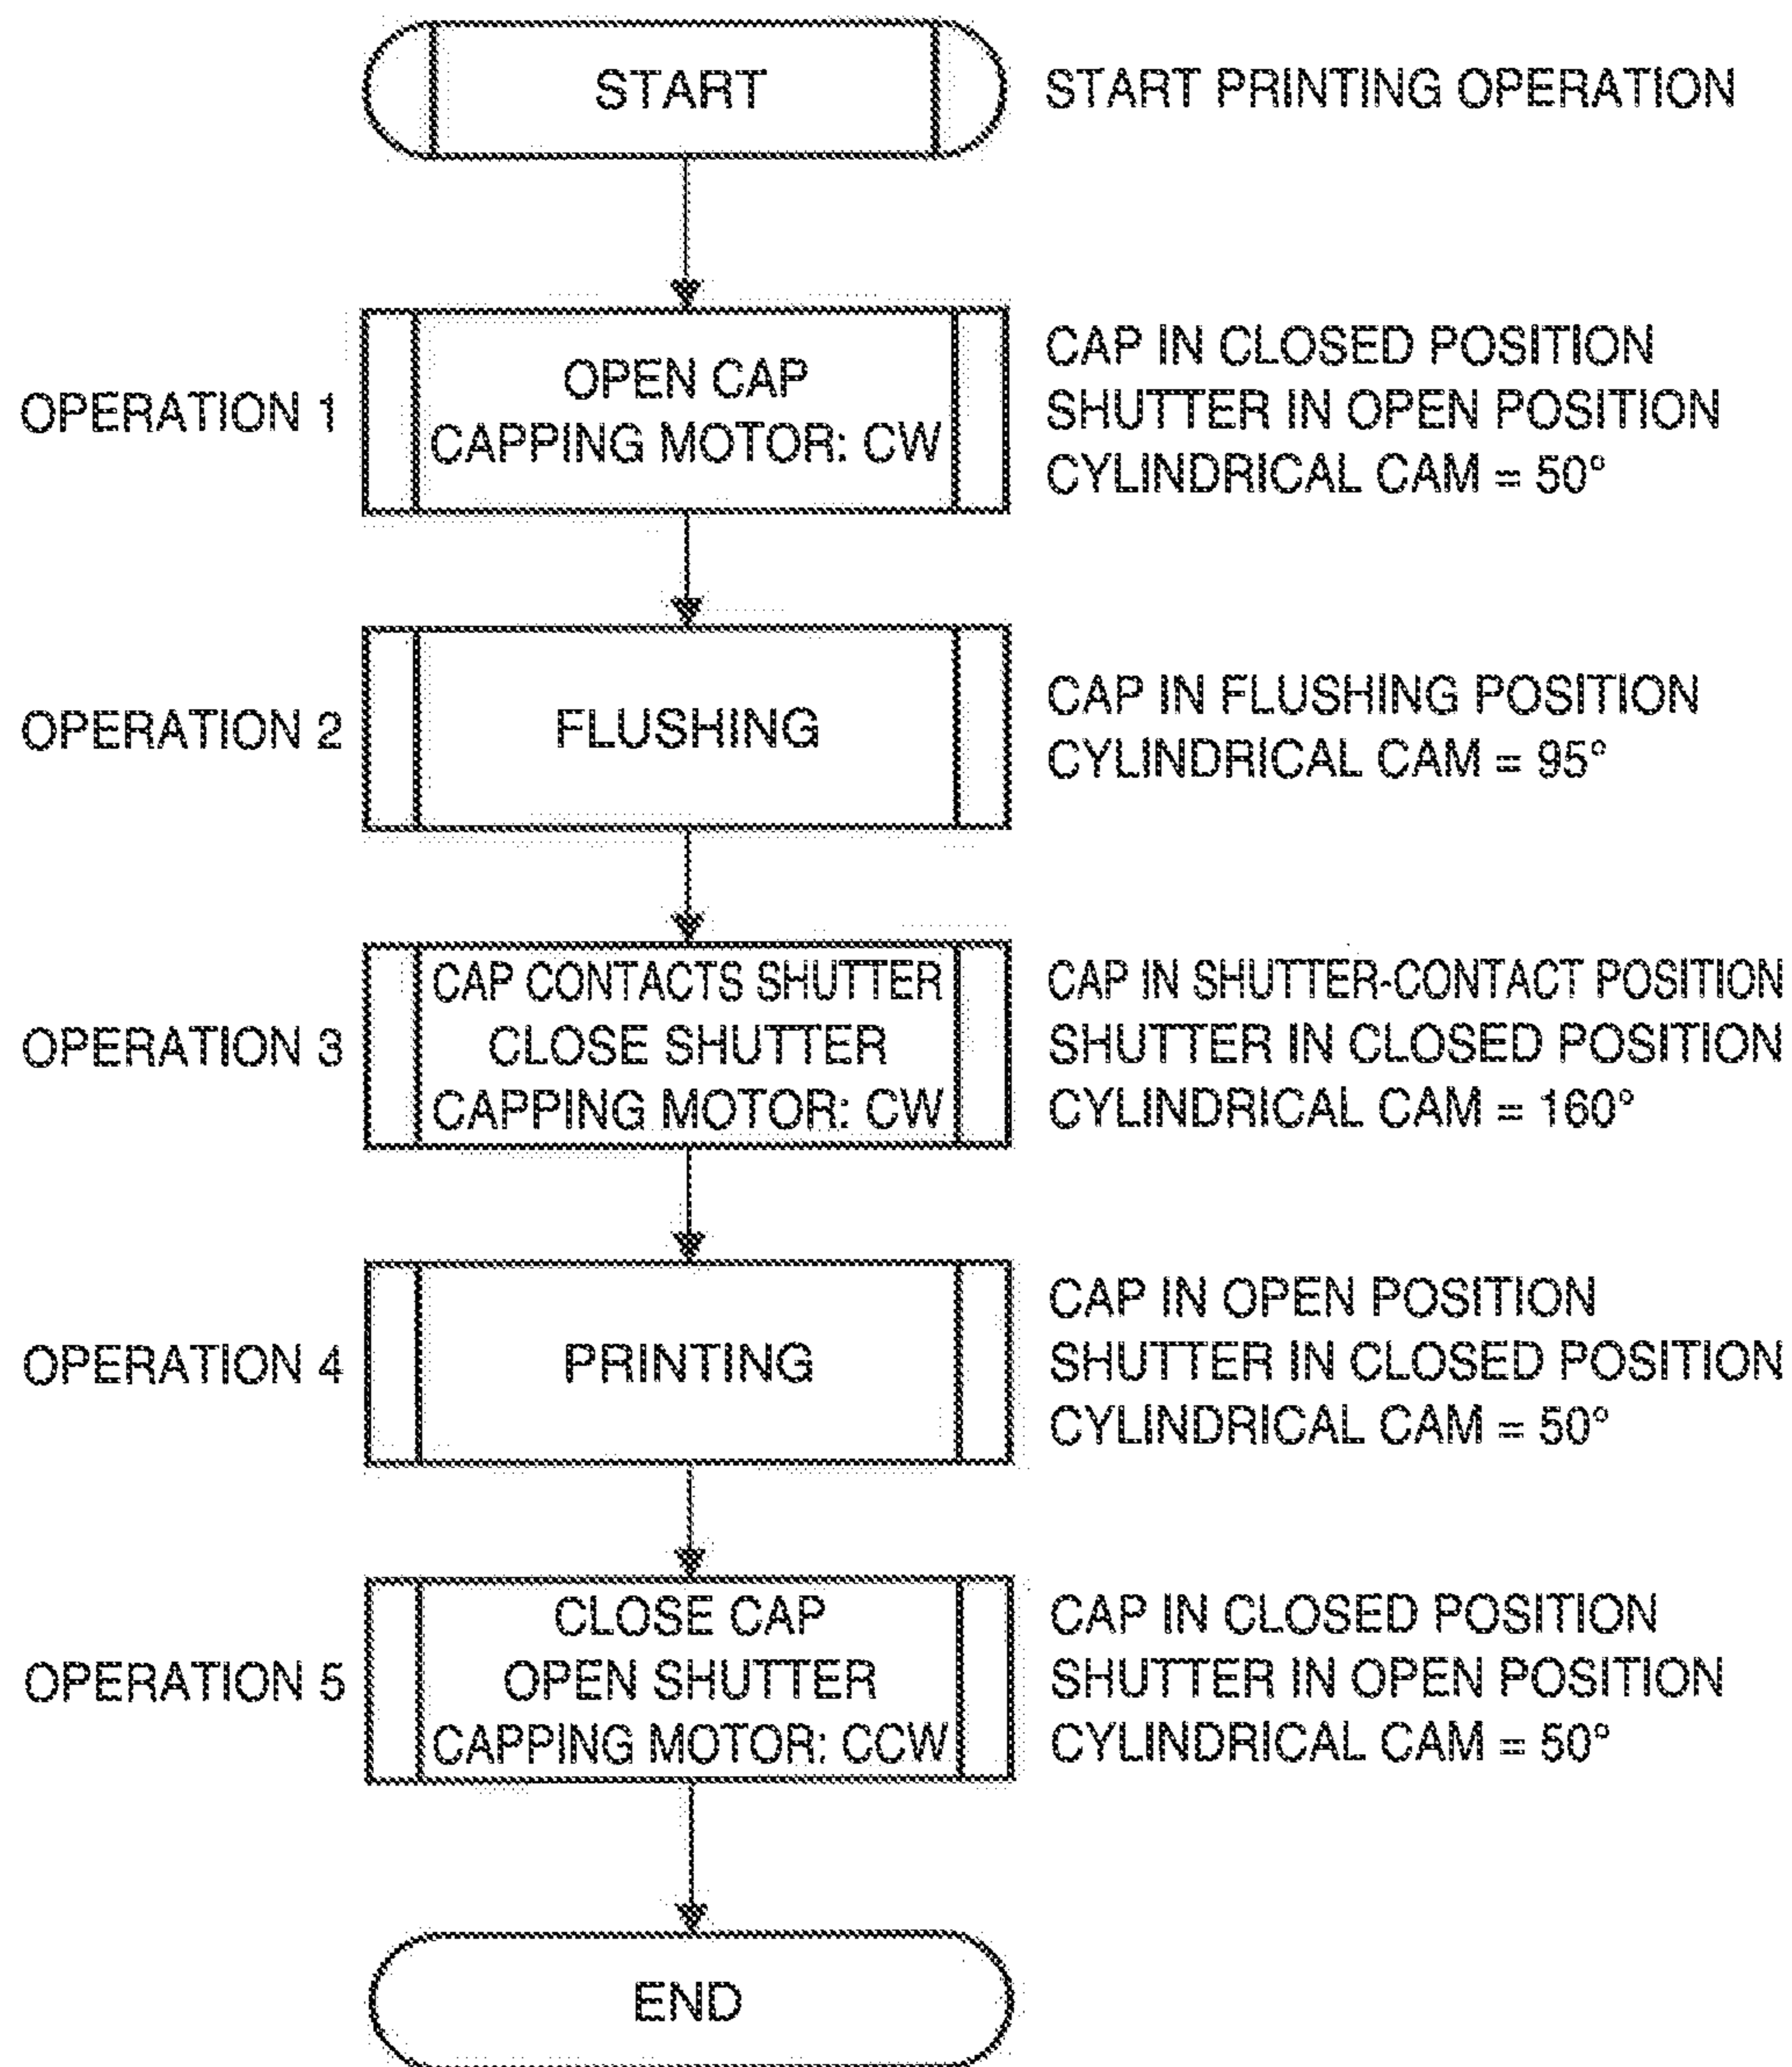 START
START PRINTING OPERATION
OPERATION 1
OPEN CAP
CAPPING MOTOR: CW
CAP IN CLOSED POSITION
SHUTTER IN OPEN POSITION
CYLINDRICAL CAM = 50°
OPERATION 2
FLUSHING
CAP IN FLUSHING POSITION
CYLINDRICAL CAM = 95°
OPERATION 3
CAP CONTACTS SHUTTER
CLOSE SHUTTER
CAPPING MOTOR: CW
CAP IN SHUTTER-CONTACT POSITION
SHUTTER IN CLOSED POSITION
CYLINDRICAL CAM = 160°
OPERATION 4
PRINTING
CAP IN OPEN POSITION
SHUTTER IN CLOSED POSITION
CYLINDRICAL CAM = 50°
OPERATION 5
CLOSE CAP
OPEN SHUTTER
CAPPING MOTOR: CCW
CAP IN CLOSED POSITION
SHUTTER IN OPEN POSITION
CYLINDRICAL CAM = 50°
END